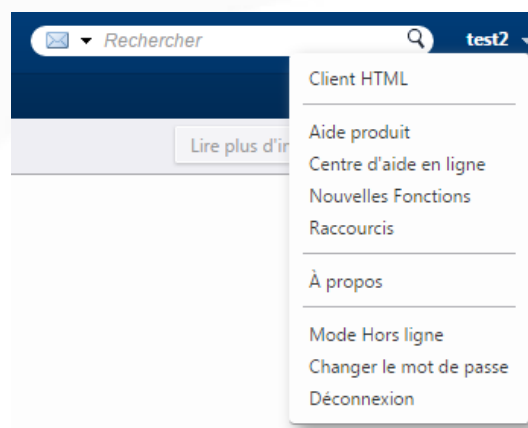 Rechercher test2
Client HTML
Lire plus d'in
Aide produit
Centre d'aide en ligne
Nouvelles Fonctions
Raccourcis
À propos
Mode Hors ligne
Changer le mot de passe
Déconnexion